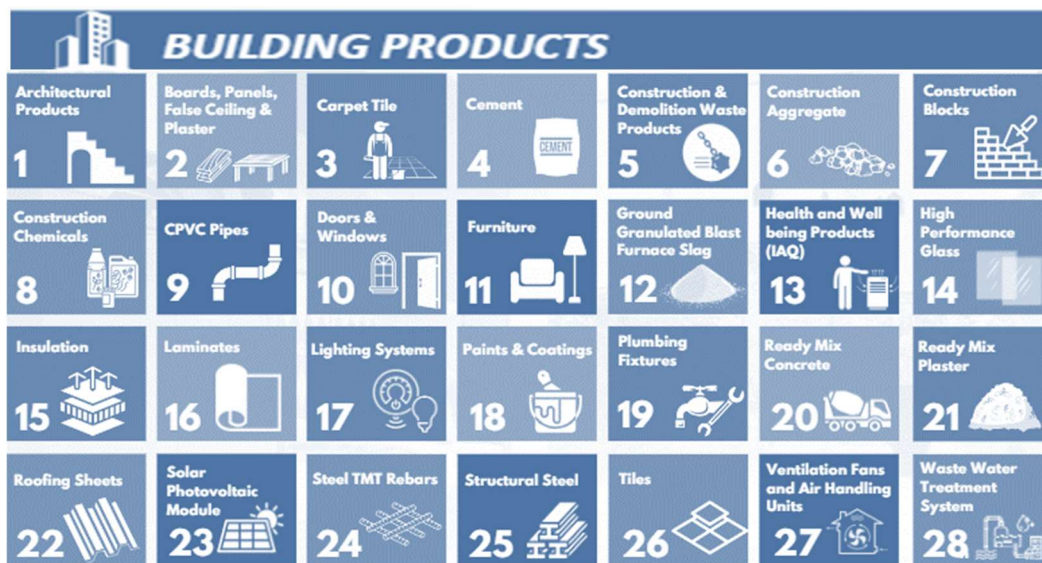 BUILDING PRODUCTS
Architectural
Products
1
Boards, Panels,
False Ceiling &
Plaster
2
Carpet Tile
3
Cement
CEMENT
4
Construction &
Demolition Waste
Products
5
Construction
Aggregate
6
Construction
Blocks
7
Construction
Chemicals
8
CPVC Pipes
9
Doors &
Windows
10
Furniture
11
Ground
Granulated Blast
Furnace Slag
12
Health and Well
being Products
(IAQ)
13
High
Performance
Glass
14
Insulation
15
Laminates
16
Lighting Systems
17
Paints & Coatings
18
Plumbing
Fixtures
19
Ready Mix
Concrete
20
Ready Mix
Plaster
21
Roofing Sheets
22
Solar
Photovoltaic
Module
23
Steel TMT Rebars
24
Structural Steel
25
Tiles
26
Ventilation Fans
and Air Handling
Units
27
Waste Water
Treatment
System
28